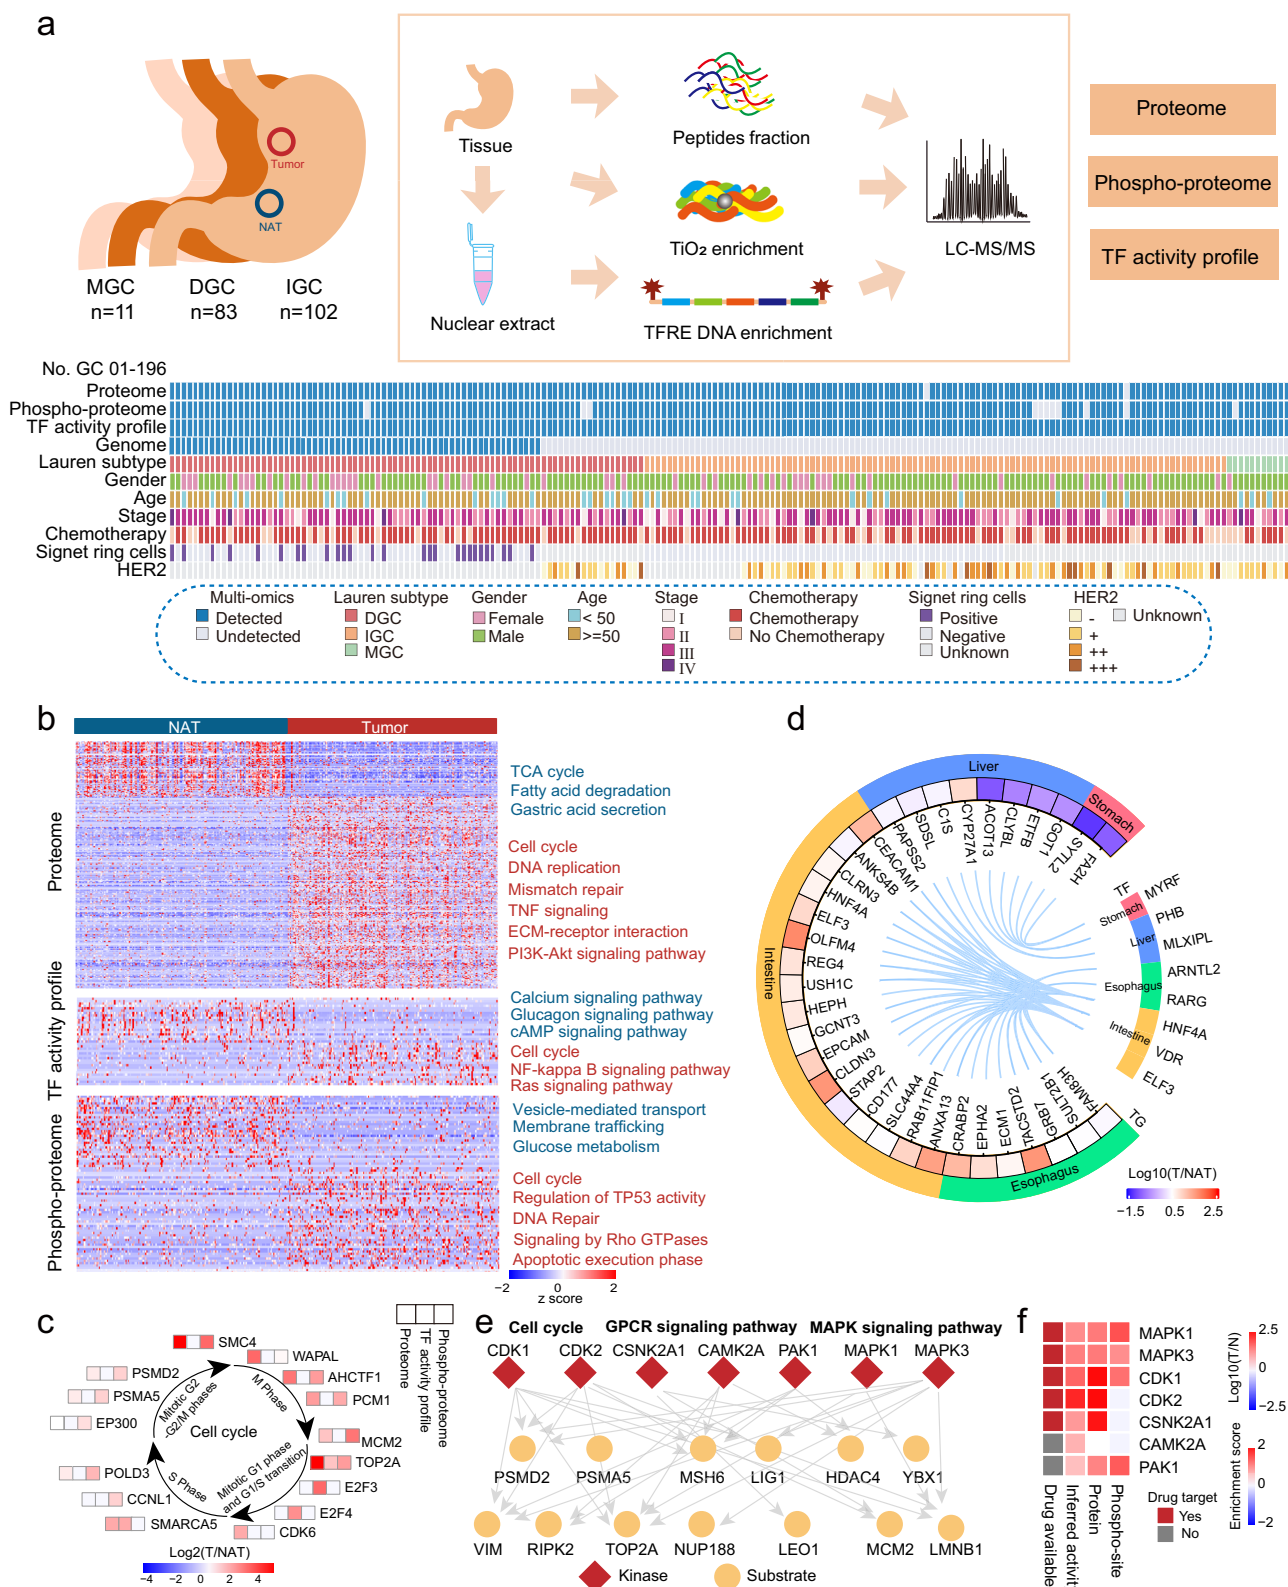 a
Tumor
NAT
MGC
n=11
DGC
n=83
IGC
n=102
Tissue
Nuclear extract
Peptides fraction
TiO2 enrichment
TFRE DNA enrichment
LC-MS/MS
Proteome
Phospho-proteome
TF activity profile
No. GC 01-196
Proteome
Phospho-proteome
TF activity profile
Genome
Lauren subtype
Gender
Age
Stage
Chemotherapy
Signet ring cells
HER2
Multi-omics
Detected
Undetected
Lauren subtype
DGC
IGC
MGC
Gender
Female
Male
Age
< 50
>=50
Stage
I
II
III
IV
Chemotherapy
Chemotherapy
No Chemotherapy
Signet ring cells
Positive
Negative
Unknown
HER2
-
+
++
+++
Unknown
b
NAT
Tumor
Proteome
TF activity profile
Phospho-proteome
TCA cycle
Fatty acid degradation
Gastric acid secretion
Cell cycle
DNA replication
Mismatch repair
TNF signaling
ECM-receptor interaction
PI3K-Akt signaling pathway
Calcium signaling pathway
Glucagon signaling pathway
cAMP signaling pathway
Cell cycle
NF-kappa B signaling pathway
Ras signaling pathway
Vesicle-mediated transport
Membrane trafficking
Glucose metabolism
Cell cycle
Regulation of TP53 activity
DNA Repair
Signaling by Rho GTPases
Apoptotic execution phase
−2 0 2
z score
d
Liver
Stomach
Intestine
Esophagus
FA2H
SYTL2
GOT1
ETFB
CLYBL
ACOT13
CYP27A1
C1S
SDSL
PAPSS2
CEACAM1
ANKS4B
CLRN3
HNF4A
ELF3
OLFM4
REG4
USH1C
HEPH
GCNT3
EPCAM
CLDN3
STAP2
CD177
SLC44A4
RAB11FIP1
ANXA13
CRABP2
EPHA2
ECM1
TACSTD2
GRB7
SULT2B1
FAM83H
TG
TF
Stomach
Liver
Esophagus
Intestine
MYRF
PHB
MLXIPL
ARNTL2
RARG
HNF4A
VDR
ELF3
Log10(T/NAT)
−1.5 0.5 2.5
c
Proteome
TF activity profile
Phospho-proteome
SMC4
WAPAL
AHCTF1
PCM1
MCM2
TOP2A
E2F3
E2F4
CDK6
SMARCA5
CCNL1
POLD3
EP300
PSMA5
PSMD2
Cell cycle
M Phase
Mitotic G1 phase
and G1/S transition
S Phase
Mitotic G2
-G2/M phases
Log2(T/NAT)
−4 −2 0 2 4
e
Cell cycle GPCR signaling pathway MAPK signaling pathway
CDK1 CDK2 CSNK2A1 CAMK2A PAK1 MAPK1 MAPK3
PSMD2 PSMA5 MSH6 LIG1 HDAC4 YBX1
VIM RIPK2 TOP2A NUP188 LEO1 MCM2 LMNB1
Kinase
Substrate
f
MAPK1
MAPK3
CDK1
CDK2
CSNK2A1
CAMK2A
PAK1
Drug available
Inferred activit
Protein
Phospho-site
Drug target
Yes
No
Log10(T/N)
2.5
0
−2.5
Enrichment score
2
0
−2